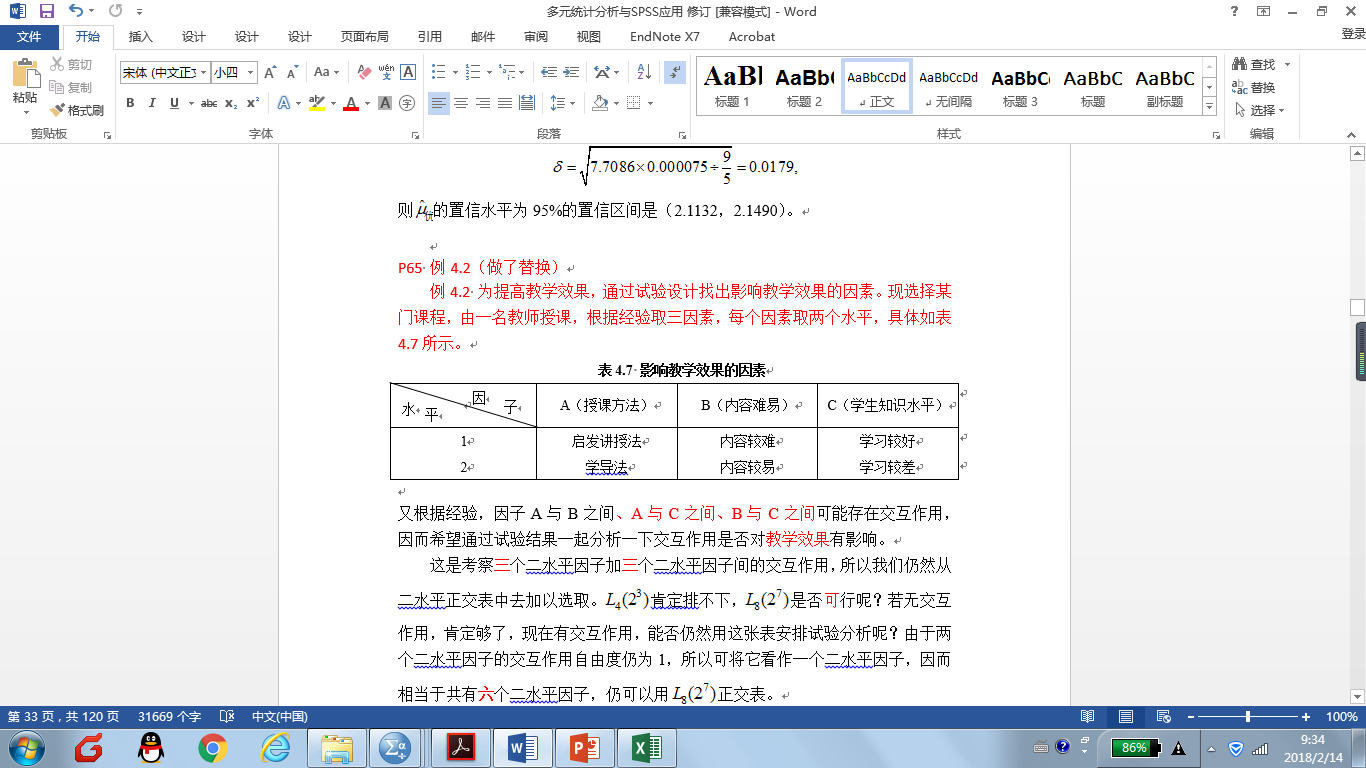 多元统计分析与SPSS应用 修订 [兼容模式] - Word
登录
文件 开始 插入 设计 设计 设计 页面布局 引用 邮件 审阅 视图 EndNote X7 Acrobat
粘贴 剪切 复制 格式刷
宋体 (中文正文 小四
AaBl AaBb( AaBbCcDd AaBbCcDd AaBbC AaBbC AaBbC
标题 1 标题 2 正文 无间隔 标题 3 标题 副标题
查找 替换 选择
剪贴板 字体 段落 样式 编辑
δ = √7.7086×0.000075÷9/5 = 0.0179,
则 μ̂优的置信水平为 95%的置信区间是(2.1132,2.1490)。
P65· 例 4.2(做了替换)
例 4.2· 为提高教学效果,通过试验设计找出影响教学效果的因素。现选择某
门课程,由一名教师授课,根据经验取三因素,每个因素取两个水平,具体如表
4.7 所示。
表 4.7· 影响教学效果的因素
因 子 水 平 A(授课方法) B(内容难易) C(学生知识水平)
1 启发讲授法 内容较难 学习较好
2 学导法 内容较易 学习较差
又根据经验,因子 A 与 B 之间、A 与 C 之间、B 与 C 之间可能存在交互作用,
因而希望通过试验结果一起分析一下交互作用是否对教学效果有影响。
这是考察三个二水平因子加三个二水平因子间的交互作用,所以我们仍然从
二水平正交表中去加以选取。L₄(2³)肯定排不下,L₈(2⁷)是否可行呢?若无交互
作用,肯定够了,现在有交互作用,能否仍然用这张表安排试验分析呢?由于两
个二水平因子的交互作用自由度仍为 1,所以可将它看作一个二水平因子,因而
相当于共有六个二水平因子,仍可以用 L₈(2⁷)正交表。
第 33 页,共 120 页 31669 个字 中文(中国) 100%
86% 9:34
2018/2/14